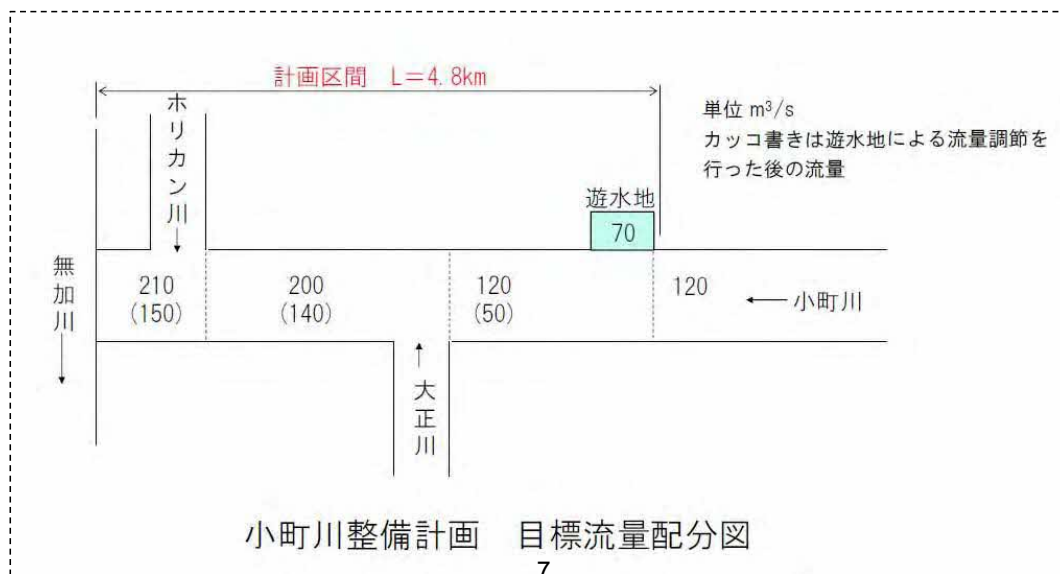 計画区間　L＝4.8km
ホリカン川
単位 m³/s
カッコ書きは遊水地による流量調節を
行った後の流量
遊水地
70
無加川
210
(150)
200
(140)
120
(50)
120
小町川
大正川
小町川整備計画　目標流量配分図
7